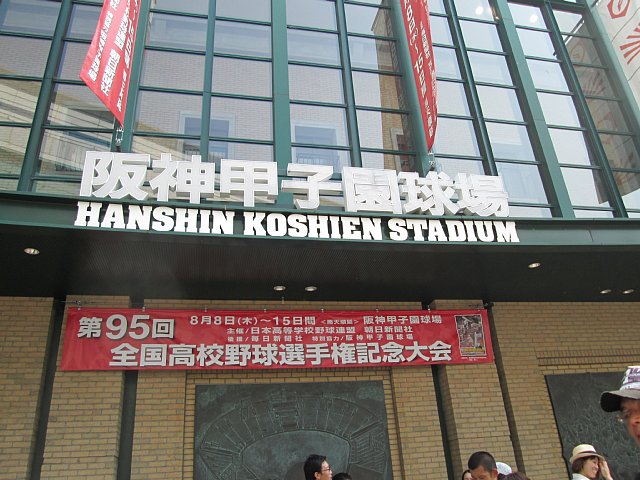 阪神甲子園球場
HANSHIN KOSHIEN STADIUM
第95回
8月8日(木)～15日間 <雨天順延> 阪神甲子園球場
主催/日本高等学校野球連盟 朝日新聞社
後援/毎日新聞社 特別協力/阪神甲子園球場
全国高校野球選手権記念大会